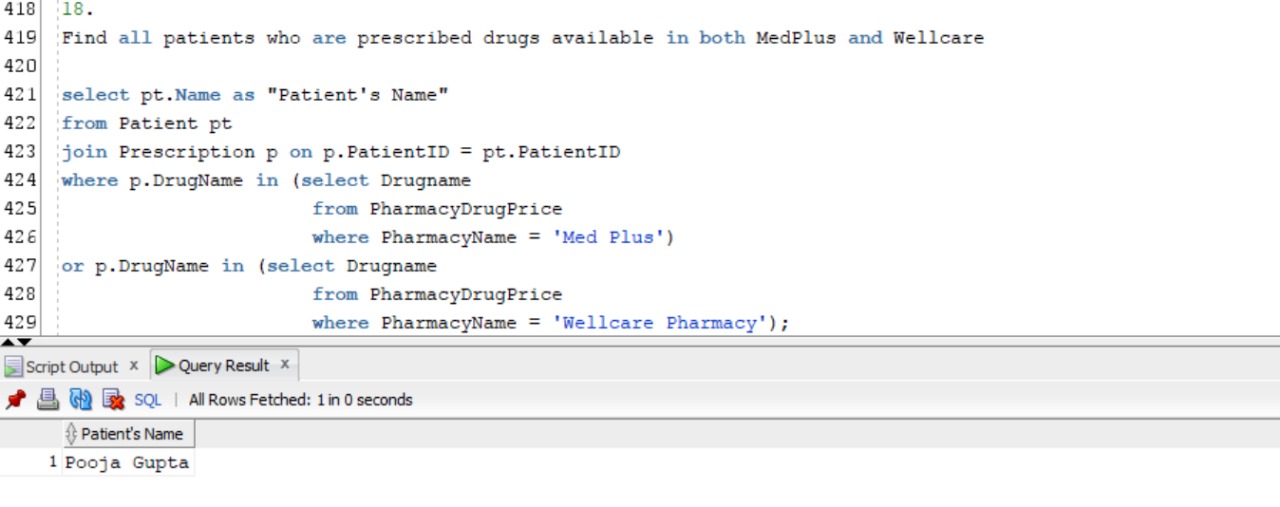 418 18.
419 Find all patients who are prescribed drugs available in both MedPlus and Wellcare
420
421 select pt.Name as "Patient's Name"
422 from Patient pt
423 join Prescription p on p.PatientID = pt.PatientID
424 where p.DrugName in (select Drugname
425 from PharmacyDrugPrice
426 where PharmacyName = 'Med Plus')
427 or p.DrugName in (select Drugname
428 from PharmacyDrugPrice
429 where PharmacyName = 'Wellcare Pharmacy');
Script Output x Query Result x
SQL | All Rows Fetched: 1 in 0 seconds
Patient's Name
1 Pooja Gupta